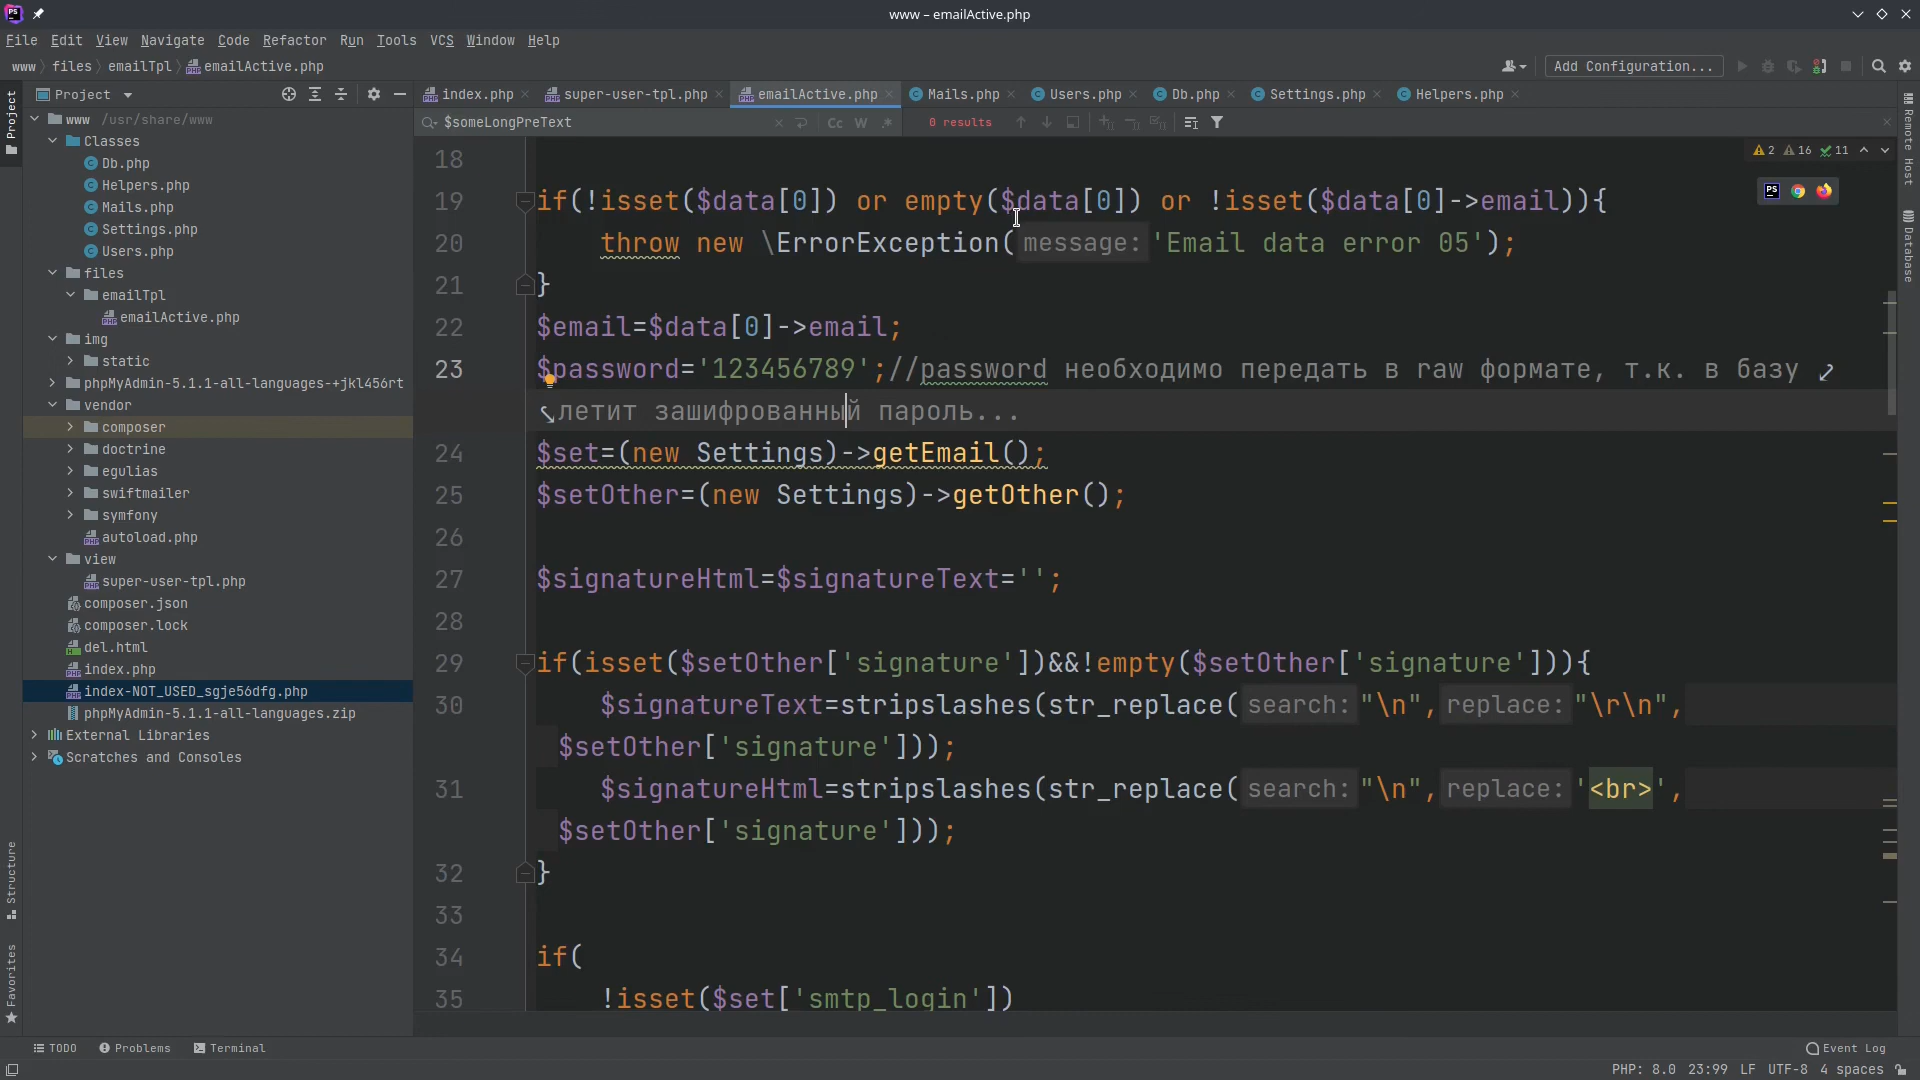 www – emailActive.php
File Edit View Navigate Code Refactor Run Tools VCS Window Help
www files emailTpl emailActive.php
Add Configuration...
Project
index.php super-user-tpl.php emailActive.php Mails.php Users.php Db.php Settings.php Helpers.php
$someLongPreText Cc W .* 0 results
2 16 11
Project
www /usr/share/www
Classes
Db.php
Helpers.php
Mails.php
Settings.php
Users.php
files
emailTpl
emailActive.php
img
static
phpMyAdmin-5.1.1-all-languages-+jkl456rt
vendor
composer
doctrine
egulias
swiftmailer
symfony
autoload.php
view
super-user-tpl.php
composer.json
composer.lock
del.html
index.php
index-NOT_USED_sgje56dfg.php
phpMyAdmin-5.1.1-all-languages.zip
External Libraries
Scratches and Consoles
Structure
Favorites
18
19 if(!isset($data[0]) or empty($data[0]) or !isset($data[0]->email)){
20 throw new \ErrorException( message: 'Email data error 05');
21 }
22 $email=$data[0]->email;
23 $password='123456789';//password необходимо передать в raw формате, т.к. в базу
летит зашифрованный пароль...
24 $set=(new Settings)->getEmail();
25 $setOther=(new Settings)->getOther();
26
27 $signatureHtml=$signatureText='';
28
29 if(isset($setOther['signature'])&&!empty($setOther['signature'])){
30 $signatureText=stripslashes(str_replace( search: "\n", replace: "\r\n",
$setOther['signature']));
31 $signatureHtml=stripslashes(str_replace( search: "\n", replace: '<br>',
$setOther['signature']));
32 }
33
34 if(
35 !isset($set['smtp_login'])
Remote Host
Database
TODO Problems Terminal Event Log
PHP: 8.0 23:99 LF UTF-8 4 spaces